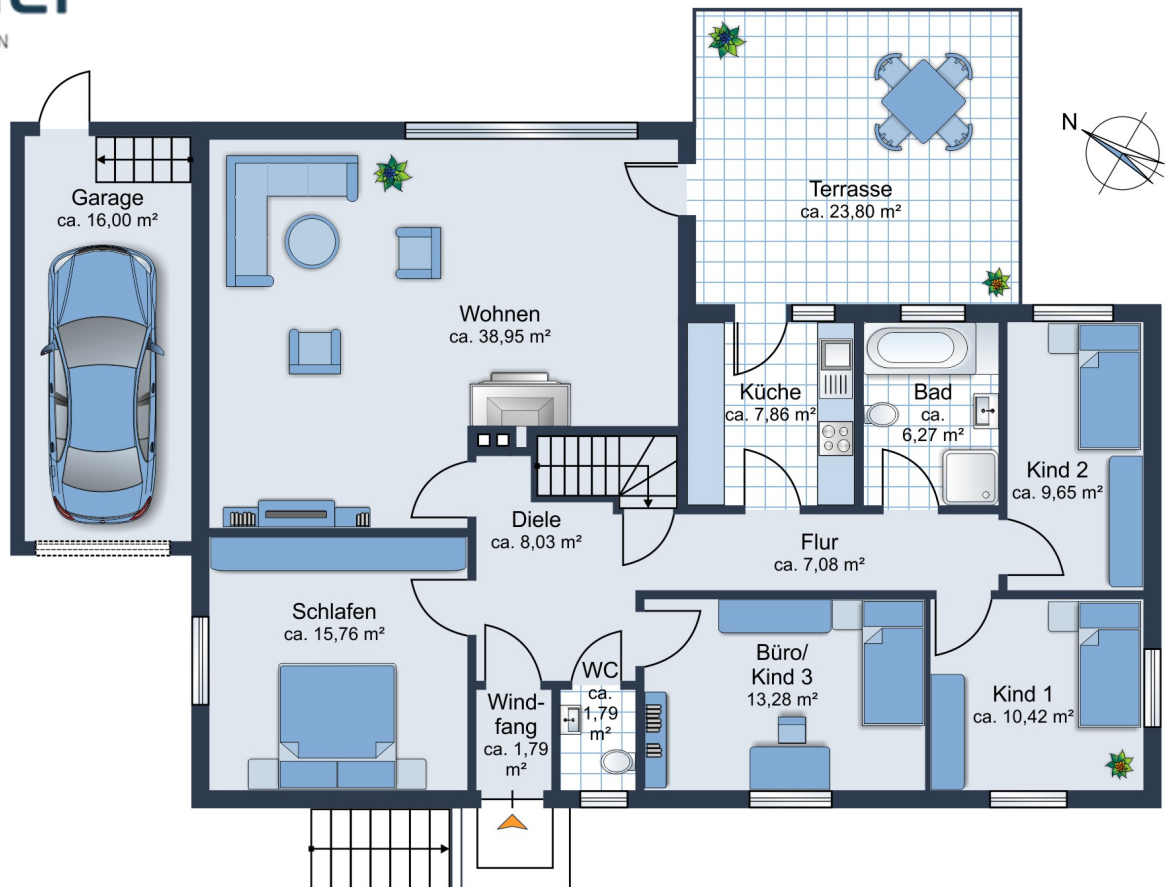 N
Garage
ca. 16,00 m²
Terrasse
ca. 23,80 m²
Wohnen
ca. 38,95 m²
Küche
ca. 7,86 m²
Bad
ca.
6,27 m²
Kind 2
ca. 9,65 m²
Diele
ca. 8,03 m²
Flur
ca. 7,08 m²
Schlafen
ca. 15,76 m²
Büro/
Kind 3
13,28 m²
WC
ca.
1,79
m²
Wind-
fang
ca. 1,79
m²
Kind 1
ca. 10,42 m²